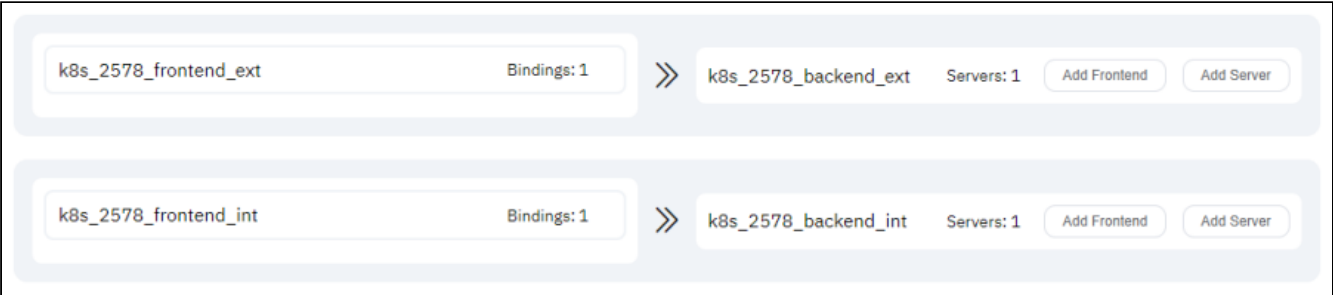 k8s_2578_frontend_ext Bindings: 1 k8s_2578_backend_ext Servers: 1 Add Frontend Add Server
k8s_2578_frontend_int Bindings: 1 k8s_2578_backend_int Servers: 1 Add Frontend Add Server